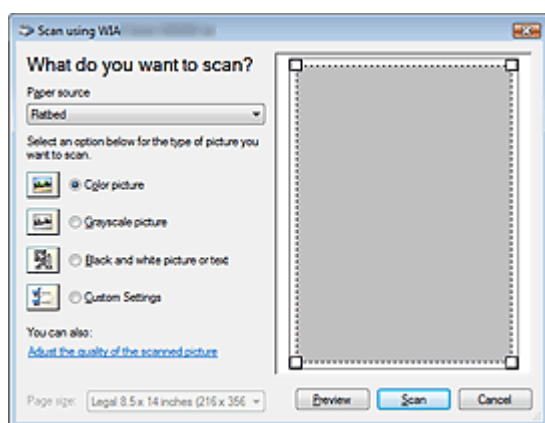 Scan using WIA
What do you want to scan?
Paper source
Flatbed
Select an option below for the type of picture you
want to scan.
Color picture
Grayscale picture
Black and white picture or text
Custom Settings
You can also:
Adjust the quality of the scanned picture
Page size: Legal 8.5 x 14 inches (216 x 356
Preview Scan Cancel